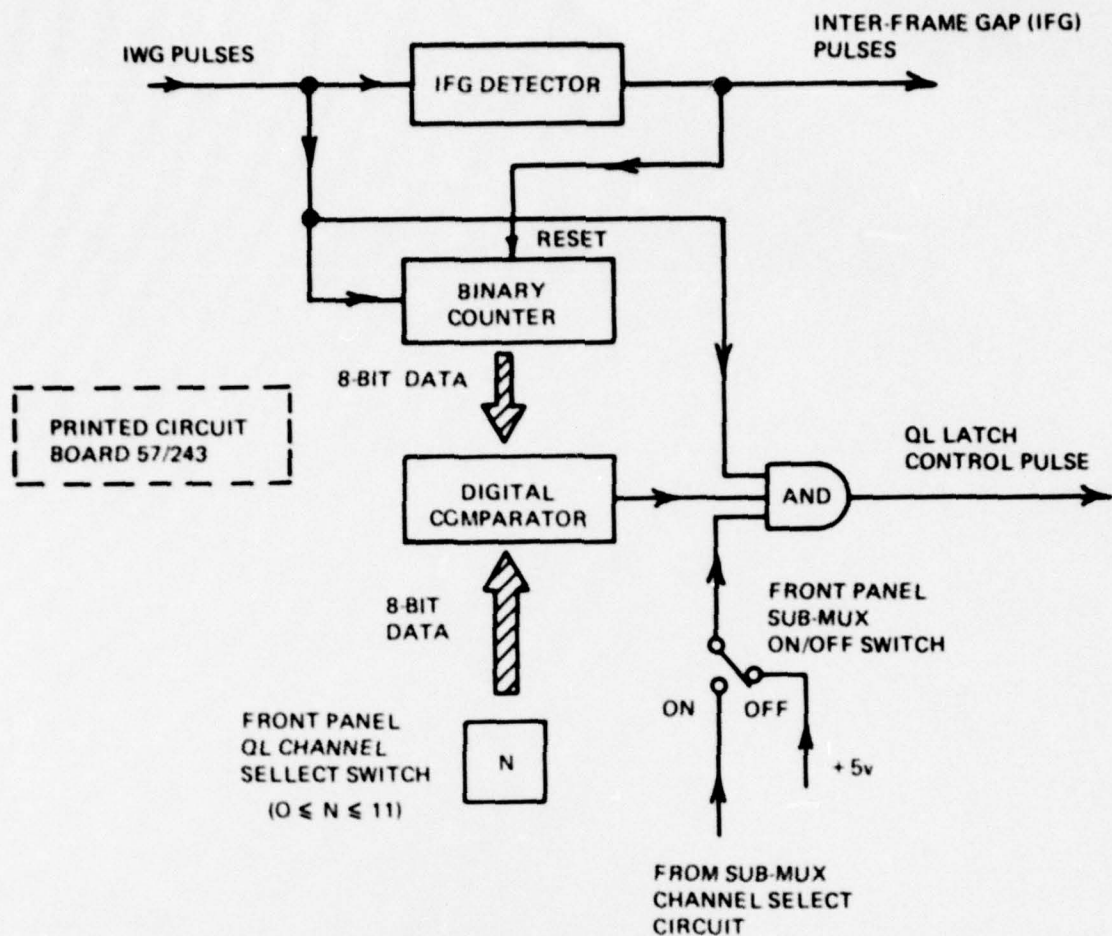 INTER-FRAME GAP (IFG)
PULSES
IWG PULSES
IFG DETECTOR
RESET
BINARY
COUNTER
8-BIT DATA
PRINTED CIRCUIT
BOARD 57/243
QL LATCH
CONTROL PULSE
DIGITAL
COMPARATOR
AND
8-BIT
DATA
FRONT PANEL
SUB-MUX
ON/OFF SWITCH
ON
OFF
FRONT PANEL
QL CHANNEL
SELLECT SWITCH
(O ⩽ N ⩽ 11)
N
+5v
FROM SUB-MUX
CHANNEL SELECT
CIRCUIT